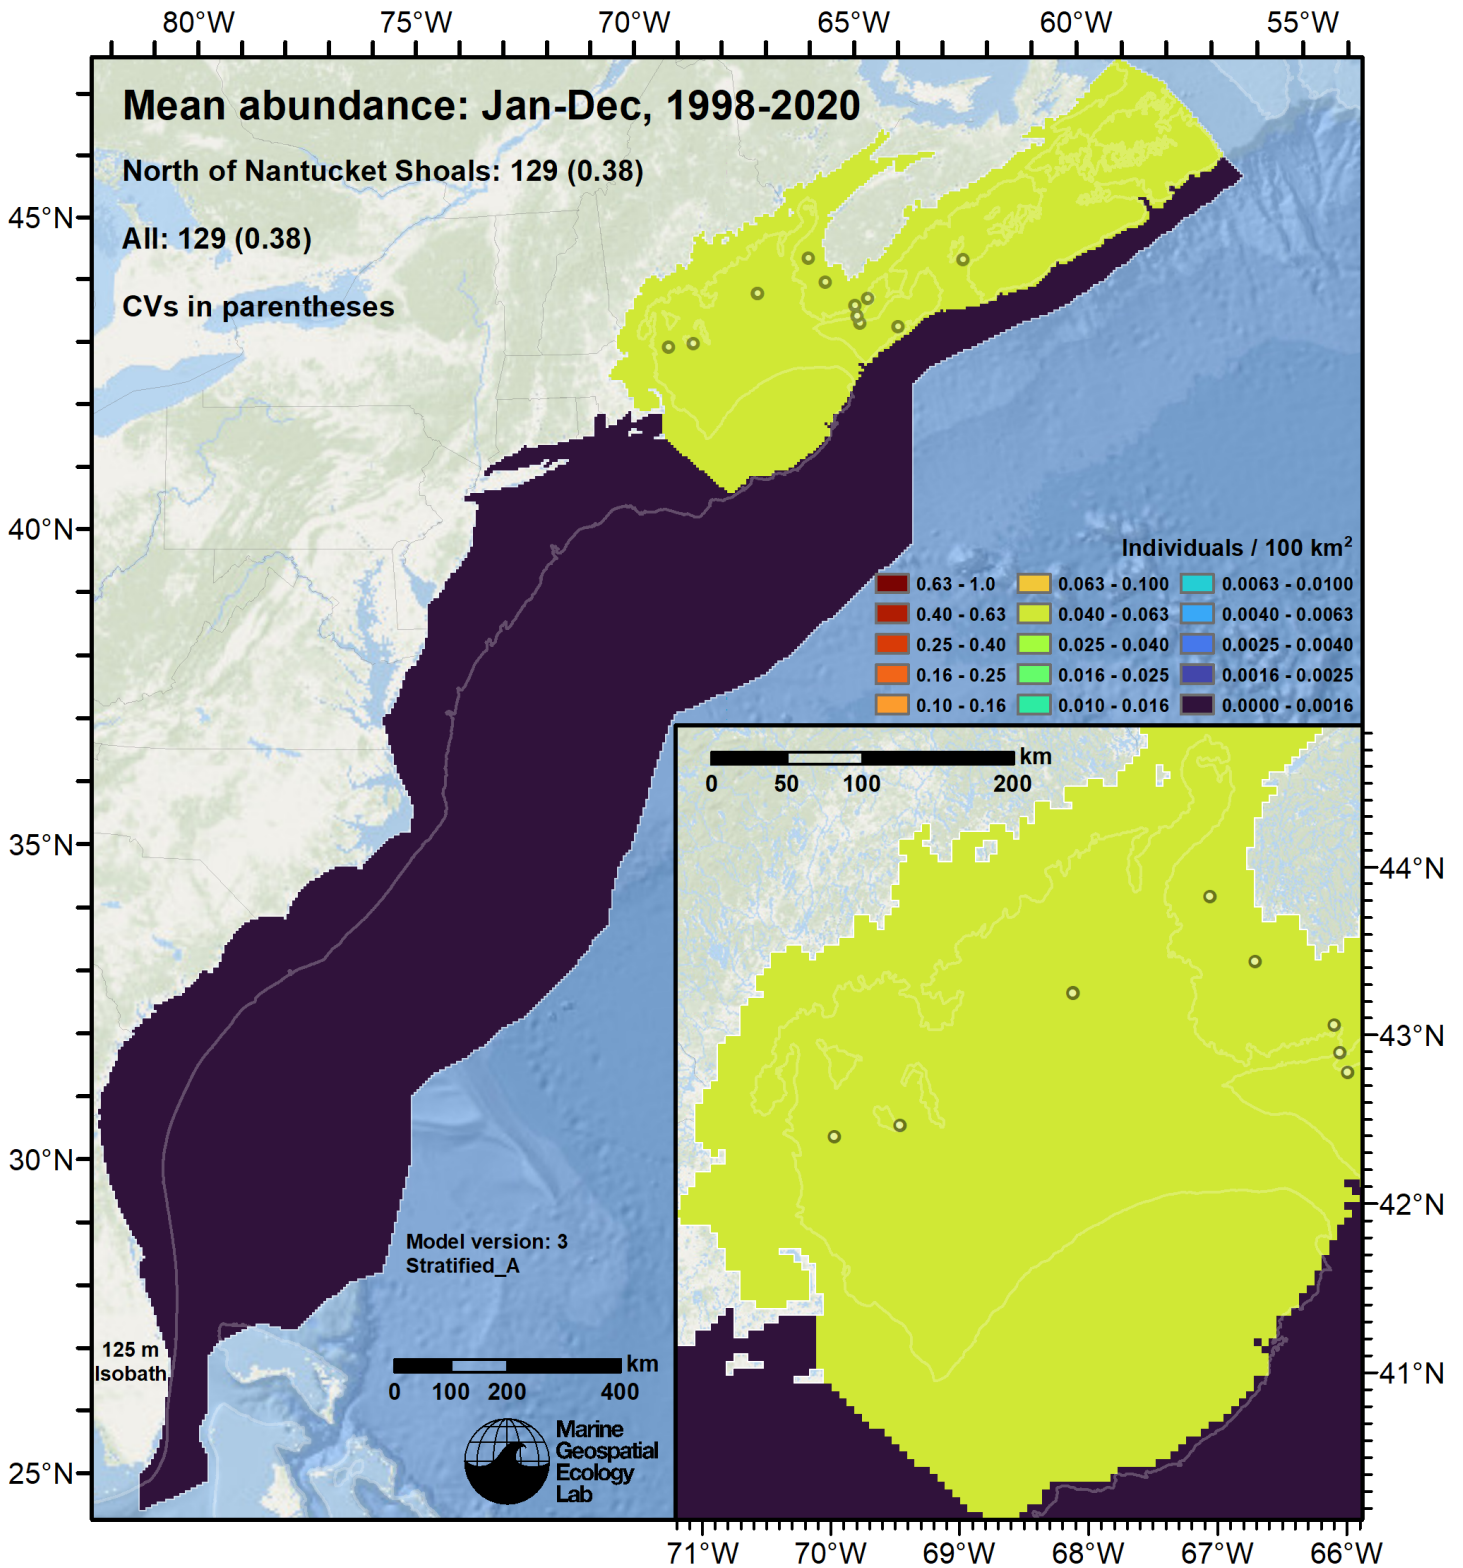 80°W 75°W 70°W 65°W 60°W 55°W
Mean abundance: Jan-Dec, 1998-2020
North of Nantucket Shoals: 129 (0.38)
All: 129 (0.38)
CVs in parentheses
45°N
40°N
35°N
30°N
25°N
Individuals / 100 km²
0.63 - 1.0 0.063 - 0.100 0.0063 - 0.0100
0.40 - 0.63 0.040 - 0.063 0.0040 - 0.0063
0.25 - 0.40 0.025 - 0.040 0.0025 - 0.0040
0.16 - 0.25 0.016 - 0.025 0.0016 - 0.0025
0.10 - 0.16 0.010 - 0.016 0.0000 - 0.0016
km
0 50 100 200
44°N
43°N
42°N
41°N
Model version: 3
Stratified_A
125 m
Isobath
km
0 100 200 400
Marine
Geospatial
Ecology
Lab
71°W 70°W 69°W 68°W 67°W 66°W